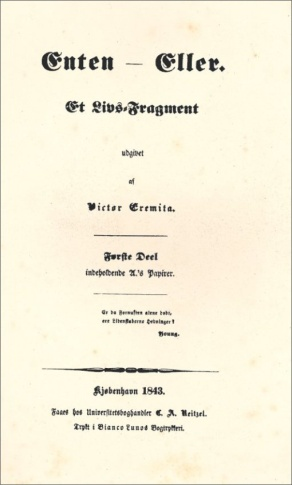 Enten — Eller.
Et Livs-Fragment
udgivet
af
Victor Eremita.
Første Deel
indeholdende A.'s Papirer.
Er da Fornuften alene døbt,
ere Lidenskaberne Hedninger?
Young.
Kjøbenhavn 1843.
Faaes hos Universitetsboghandler C. A. Reitzel.
Trykt i Bianco Lunos Bogtrykkeri.